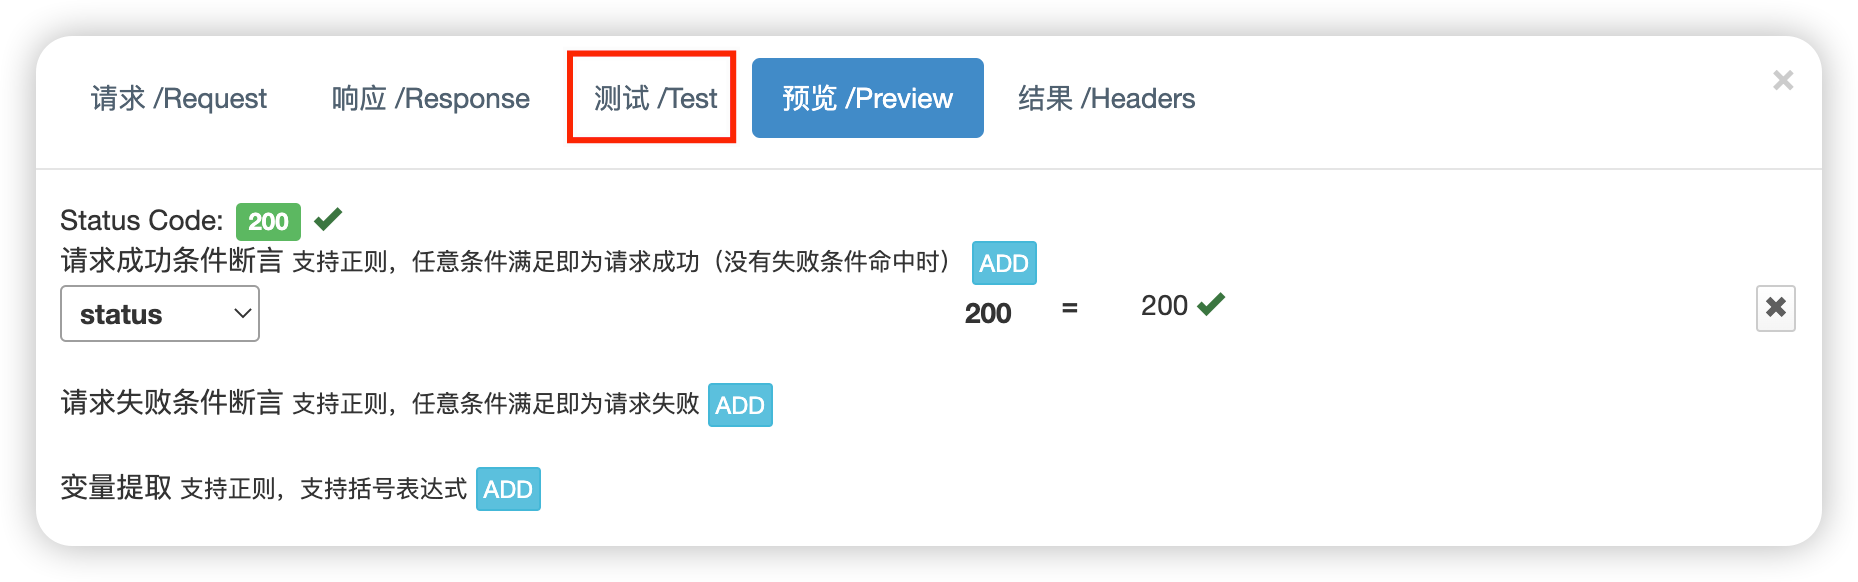 请求 /Request 响应 /Response 测试 /Test 预览 /Preview 结果 /Headers ×
Status Code: 200
请求成功条件断言 支持正则，任意条件满足即为请求成功（没有失败条件命中时） ADD
status 200 = 200
请求失败条件断言 支持正则，任意条件满足即为请求失败 ADD
变量提取 支持正则，支持括号表达式 ADD